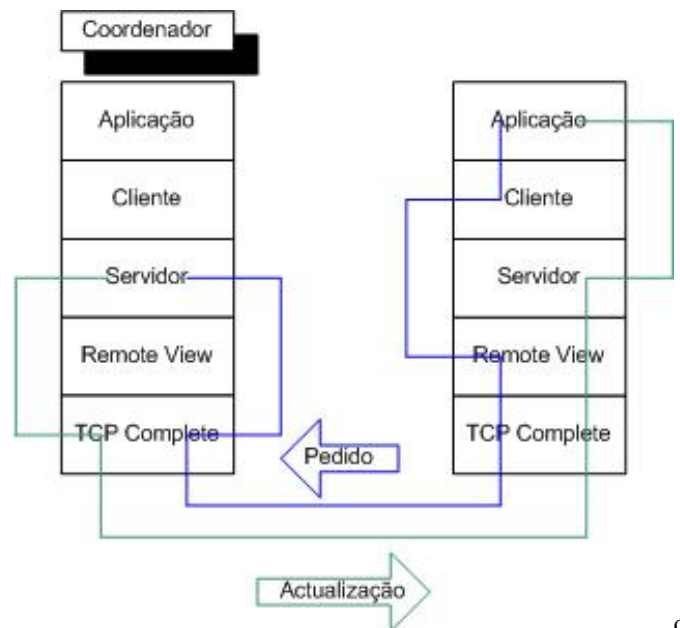 Coordenador
Aplicação
Cliente
Servidor
Remote View
TCP Complete
Aplicação
Cliente
Servidor
Remote View
TCP Complete
Pedido
Actualização